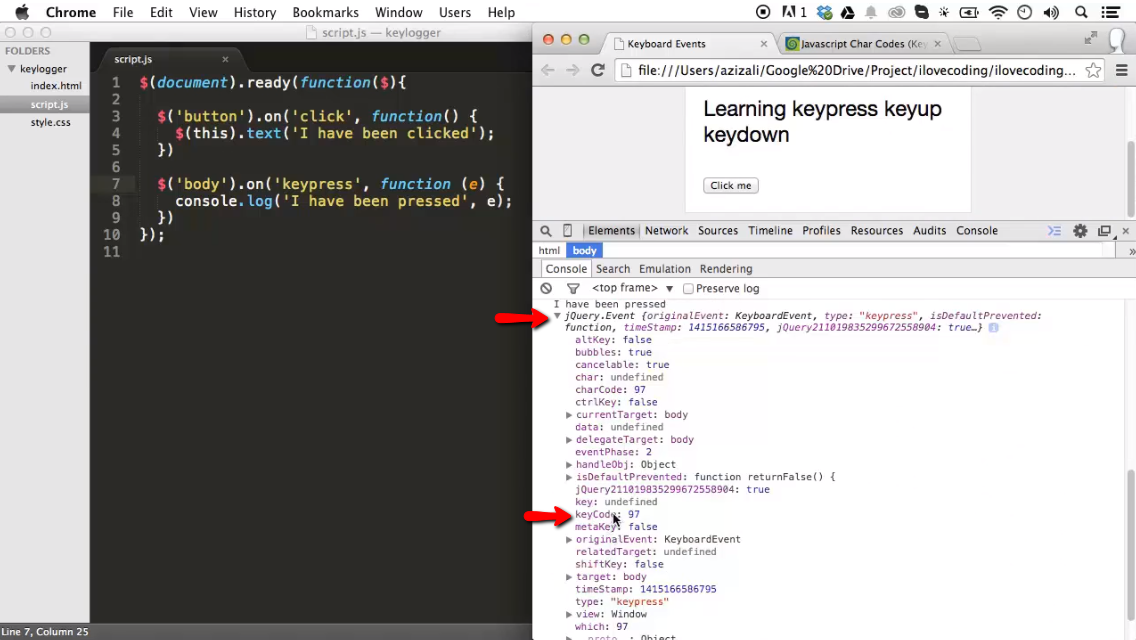 Chrome File Edit View History Bookmarks Window Users Help 1
script.js — keylogger
FOLDERS
keylogger
index.html
script.js
style.css
script.js ×
1 $(document).ready(function($){
2
3 $('button').on('click', function() {
4 $(this).text('I have been clicked');
5 })
6
7 $('body').on('keypress', function (e) {
8 console.log('I have been pressed', e);
9 })
10 });
11
Line 7, Column 25
Keyboard Events × Javascript Char Codes (Key ×
file:///Users/azizali/Google%20Drive/Project/ilovecoding/ilovecoding...
Learning keypress keyup
keydown
Click me
Elements Network Sources Timeline Profiles Resources Audits Console
html body
Console Search Emulation Rendering
<top frame> ▼ Preserve log
I have been pressed
jQuery.Event {originalEvent: KeyboardEvent, type: "keypress", isDefaultPrevented:
function, timeStamp: 1415166586795, jQuery211019835299672558904: true…}
altKey: false
bubbles: true
cancelable: true
char: undefined
charCode: 97
ctrlKey: false
currentTarget: body
data: undefined
delegateTarget: body
eventPhase: 2
handleObj: Object
isDefaultPrevented: function returnFalse() {
jQuery211019835299672558904: true
key: undefined
keyCode: 97
metaKey: false
originalEvent: KeyboardEvent
relatedTarget: undefined
shiftKey: false
target: body
timeStamp: 1415166586795
type: "keypress"
view: Window
which: 97
__proto__: Object